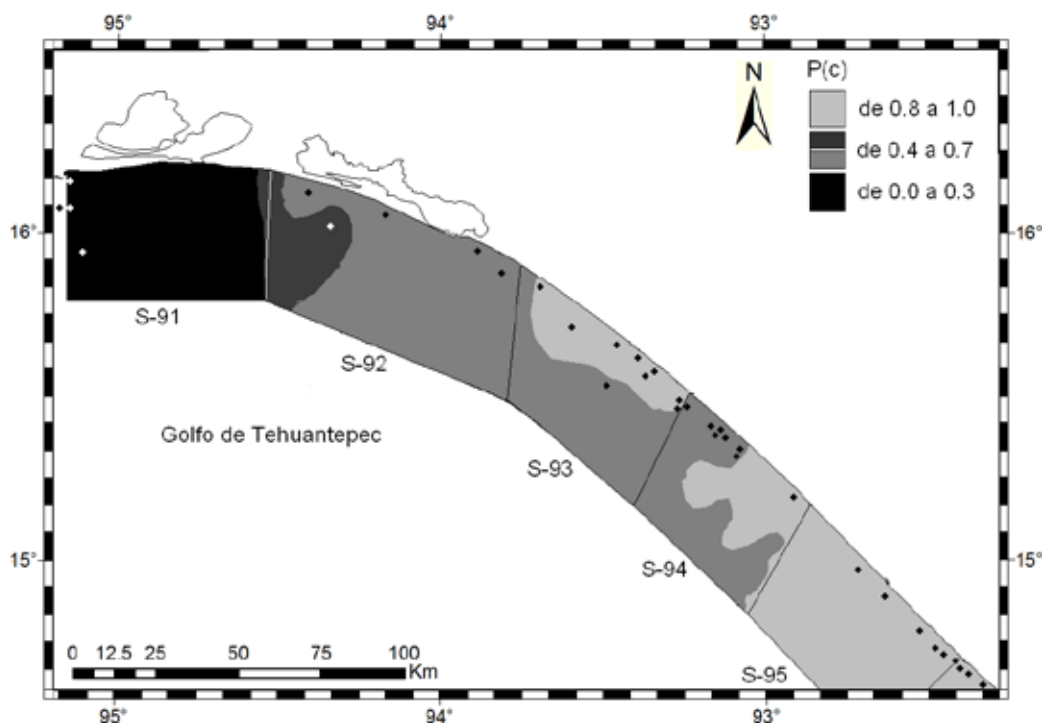 95° 94° 93°
N
P(c)
de 0.8 a 1.0
de 0.4 a 0.7
de 0.0 a 0.3
16° 16°
S-91
S-92
Golfo de Tehuantepec
S-93
15° 15°
S-94
S-95
0 12.5 25 50 75 100
Km
95° 94° 93°